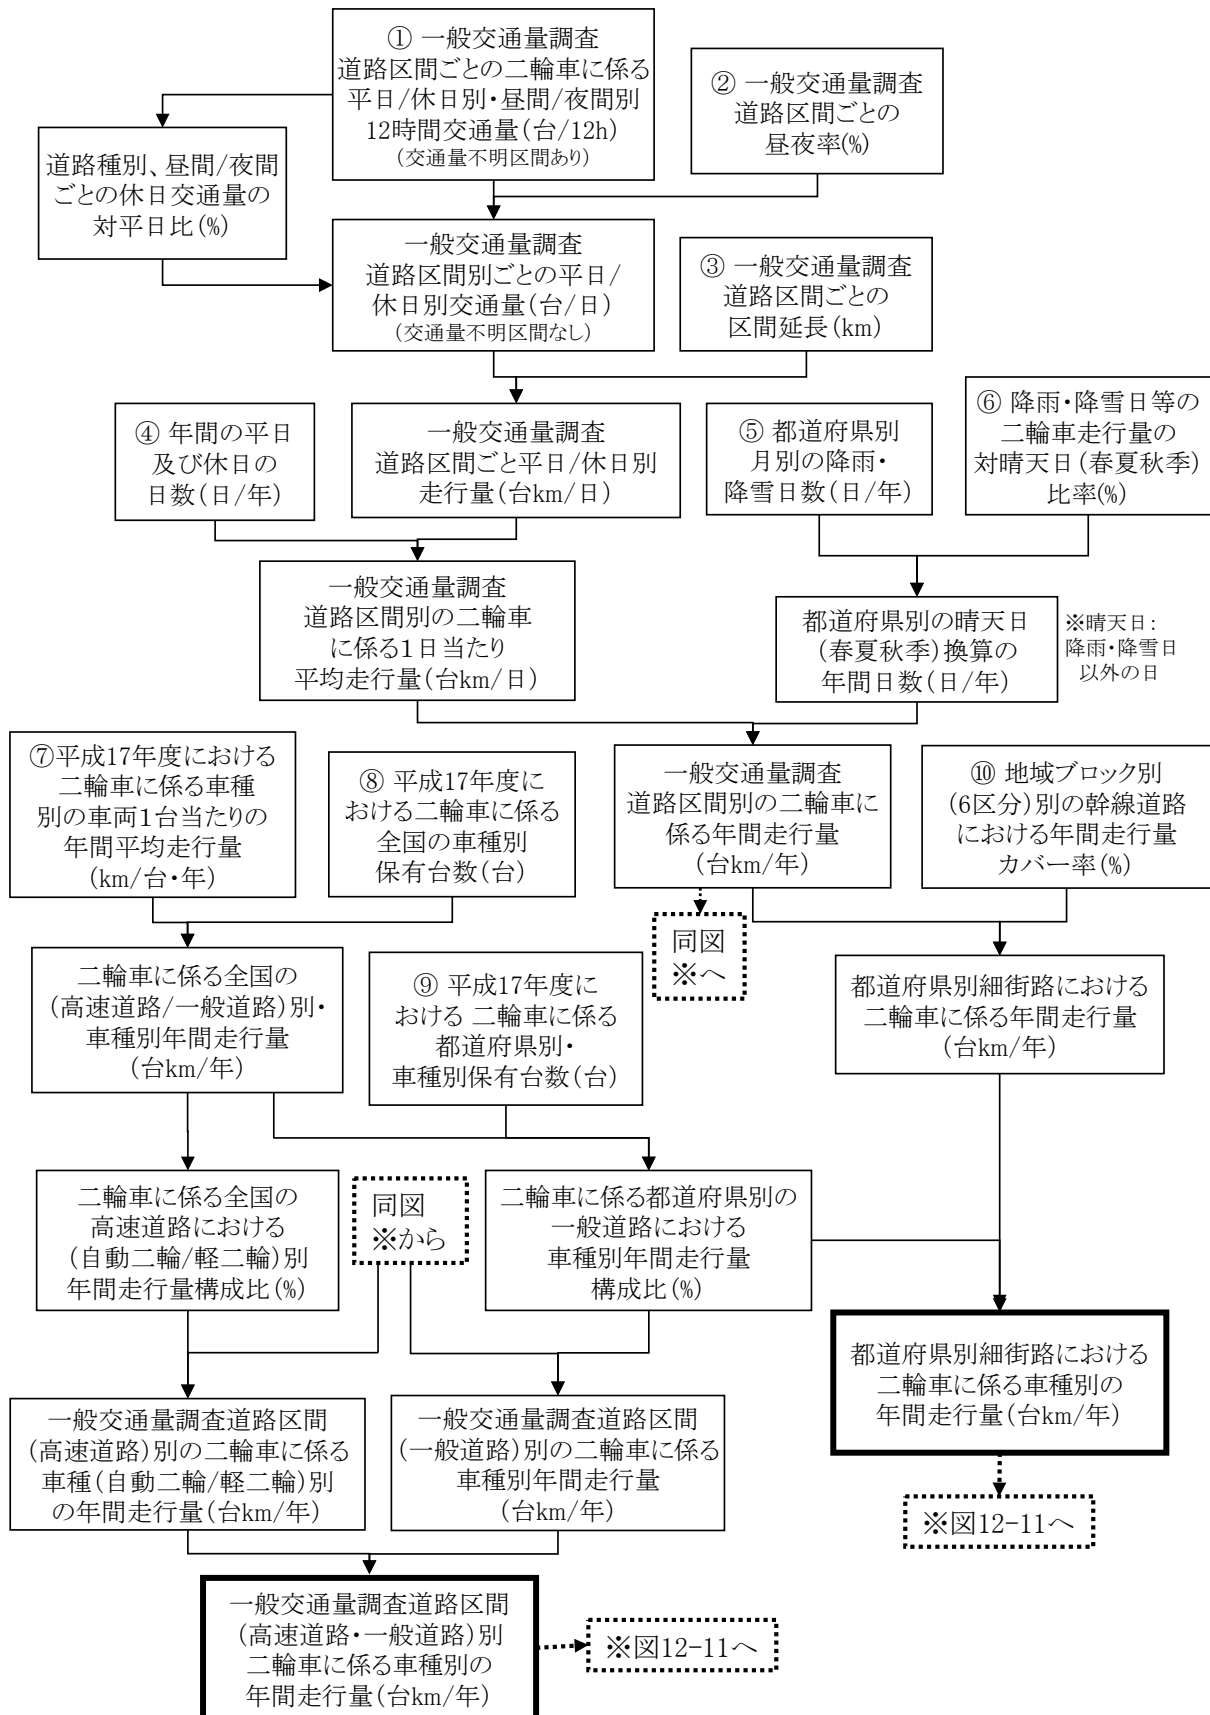 ① 一般交通量調査
道路区間ごとの二輪車に係る
平日/休日別・昼間/夜間別
12時間交通量(台/12h)
(交通量不明区間あり)
② 一般交通量調査
道路区間ごとの
昼夜率(%)
道路種別、昼間/夜間
ごとの休日交通量の
対平日比(%)
一般交通量調査
道路区間別ごとの平日/
休日別交通量(台/日)
(交通量不明区間なし)
③ 一般交通量調査
道路区間ごとの
区間延長(km)
④ 年間の平日
及び休日の
日数(日/年)
一般交通量調査
道路区間ごと平日/休日別
走行量(台km/日)
⑤ 都道府県別
月別の降雨・
降雪日数(日/年)
⑥ 降雨・降雪日等の
二輪車走行量の
対晴天日(春夏秋季)
比率(%)
一般交通量調査
道路区間別の二輪車
に係る1日当たり
平均走行量(台km/日)
都道府県別の晴天日
(春夏秋季)換算の
年間日数(日/年)
※晴天日:
降雨・降雪日
以外の日
⑦平成17年度における
二輪車に係る車種
別の車両1台当たりの
年間平均走行量
(km/台・年)
⑧ 平成17年度に
おける二輪車に係る
全国の車種別
保有台数(台)
一般交通量調査
道路区間別の二輪車に
係る年間走行量
(台km/年)
⑩ 地域ブロック別
(6区分)別の幹線道路
における年間走行量
カバー率(%)
同図
※へ
二輪車に係る全国の
(高速道路/一般道路)別・
車種別年間走行量
(台km/年)
⑨ 平成17年度に
おける 二輪車に係る
都道府県別・
車種別保有台数(台)
都道府県別細街路における
二輪車に係る年間走行量
(台km/年)
二輪車に係る全国の
高速道路における
(自動二輪/軽二輪)別
年間走行量構成比(%)
同図
※から
二輪車に係る都道府県別の
一般道路における
車種別年間走行量
構成比(%)
都道府県別細街路における
二輪車に係る車種別の
年間走行量(台km/年)
一般交通量調査道路区間
(高速道路)別の二輪車に係る
車種(自動二輪/軽二輪)別
の年間走行量(台km/年)
一般交通量調査道路区間
(一般道路)別の二輪車に係る
車種別年間走行量
(台km/年)
※図12-11へ
一般交通量調査道路区間
(高速道路・一般道路)別
二輪車に係る車種別の
年間走行量(台km/年)
※図12-11へ